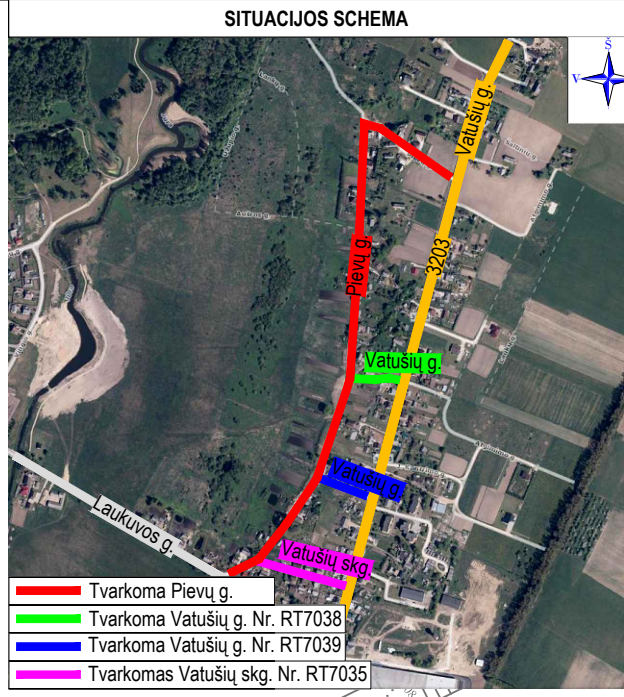 SITUACIJOS SCHEMA
Š
V
Vatušių g.
3203
Aušros g.
Pievų g.
Vatušių g.
Vatušių g.
Laukuvos g.
Vatušių skg.
Tvarkoma Pievų g.
Tvarkoma Vatušių g. Nr. RT7038
Tvarkoma Vatušių g. Nr. RT7039
Tvarkomas Vatušių skg. Nr. RT7035